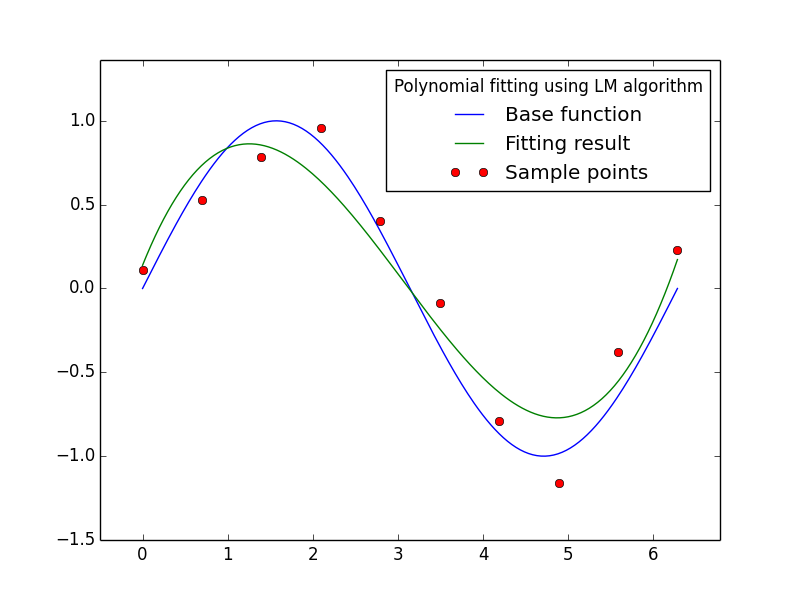 Polynomial fitting using LM algorithm
Base function
Fitting result
Sample points
1.0
0.5
0.0
−0.5
−1.0
−1.5
0 1 2 3 4 5 6